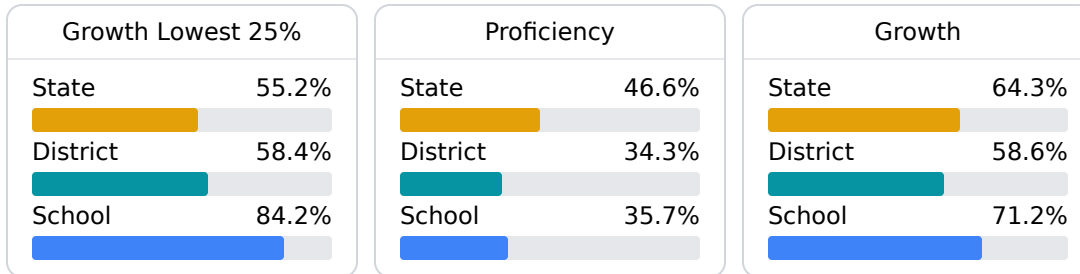 Growth Lowest 25%
State 55.2%
District 58.4%
School 84.2%
Proficiency
State 46.6%
District 34.3%
School 35.7%
Growth
State 64.3%
District 58.6%
School 71.2%